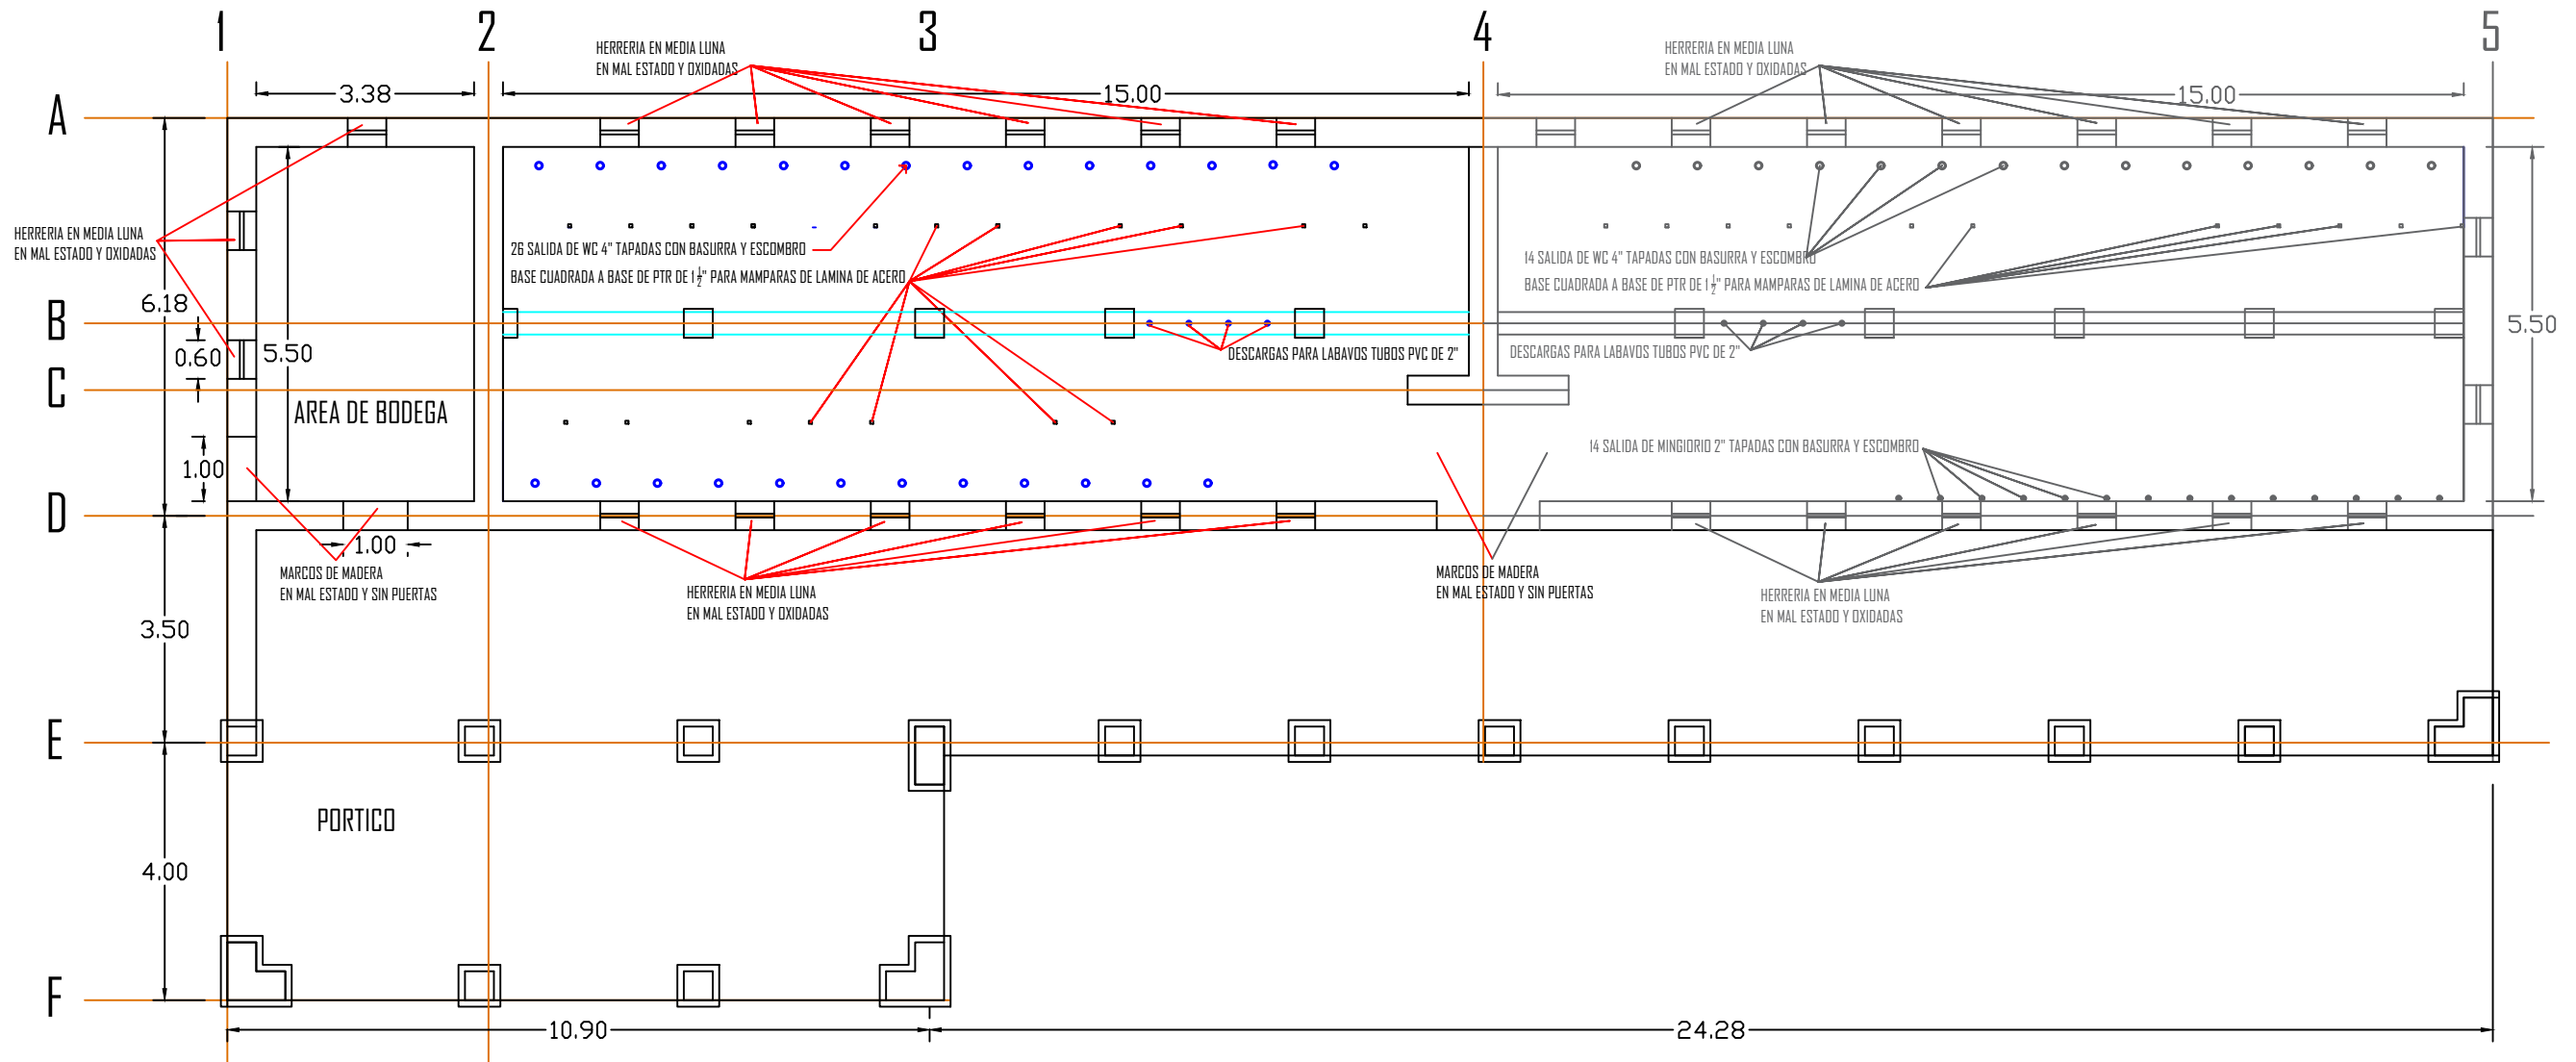 1
2
3
4
5
HERRERIA EN MEDIA LUNA
EN MAL ESTADO Y OXIDADAS
HERRERIA EN MEDIA LUNA
EN MAL ESTADO Y OXIDADAS
3.38
15.00
15.00
A
HERRERIA EN MEDIA LUNA
EN MAL ESTADO Y OXIDADAS
26 SALIDA DE WC 4" TAPADAS CON BASURRA Y ESCOMBRO
BASE CUADRADA A BASE DE PTR DE 1 1/2" PARA MAMPARAS DE LAMINA DE ACERO
14 SALIDA DE WC 4" TAPADAS CON BASURRA Y ESCOMBRO
BASE CUADRADA A BASE DE PTR DE 1 1/2" PARA MAMPARAS DE LAMINA DE ACERO
6.18
B
0.60
5.50
5.50
DESCARGAS PARA LABAVOS TUBOS PVC DE 2"
DESCARGAS PARA LABAVOS TUBOS PVC DE 2"
C
AREA DE BODEGA
14 SALIDA DE MINGIORIO 2" TAPADAS CON BASURRA Y ESCOMBRO
1.00
D
1.00
MARCOS DE MADERA
EN MAL ESTADO Y SIN PUERTAS
HERRERIA EN MEDIA LUNA
EN MAL ESTADO Y OXIDADAS
MARCOS DE MADERA
EN MAL ESTADO Y SIN PUERTAS
HERRERIA EN MEDIA LUNA
EN MAL ESTADO Y OXIDADAS
3.50
E
PORTICO
4.00
F
10.90
24.28